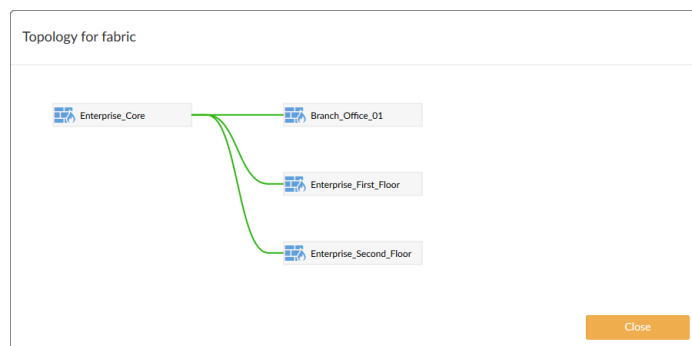 Topology for fabric
Enterprise_Core
Branch_Office_01
Enterprise_First_Floor
Enterprise_Second_Floor
Close